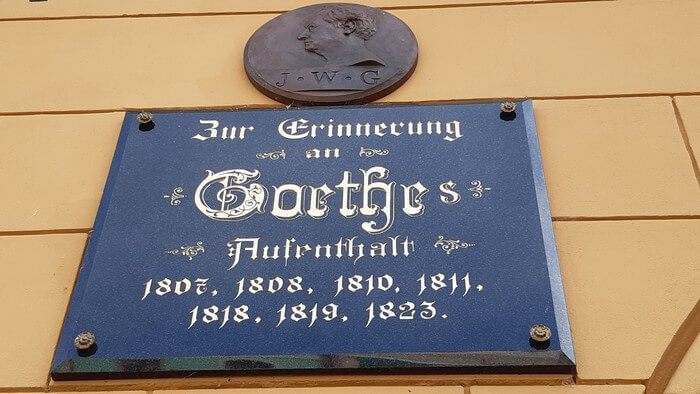 J·W·G
Zur Erinnerung
an
Goethes
Aufenthalt
1807, 1808, 1810, 1811,
1818, 1819, 1823.